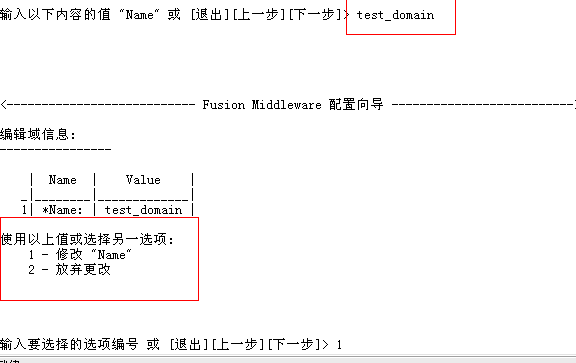 输入以下内容的值 "Name" 或 [退出][上一步][下一步]> test_domain
<--------------------------- Fusion Middleware 配置向导 --------------------------
编辑域信息:
----------------
| Name | Value |
_|________|_____________|
1| *Name: | test_domain |
使用以上值或选择另一选项:
1 - 修改 "Name"
2 - 放弃更改
输入要选择的选项编号 或 [退出][上一步][下一步]> 1